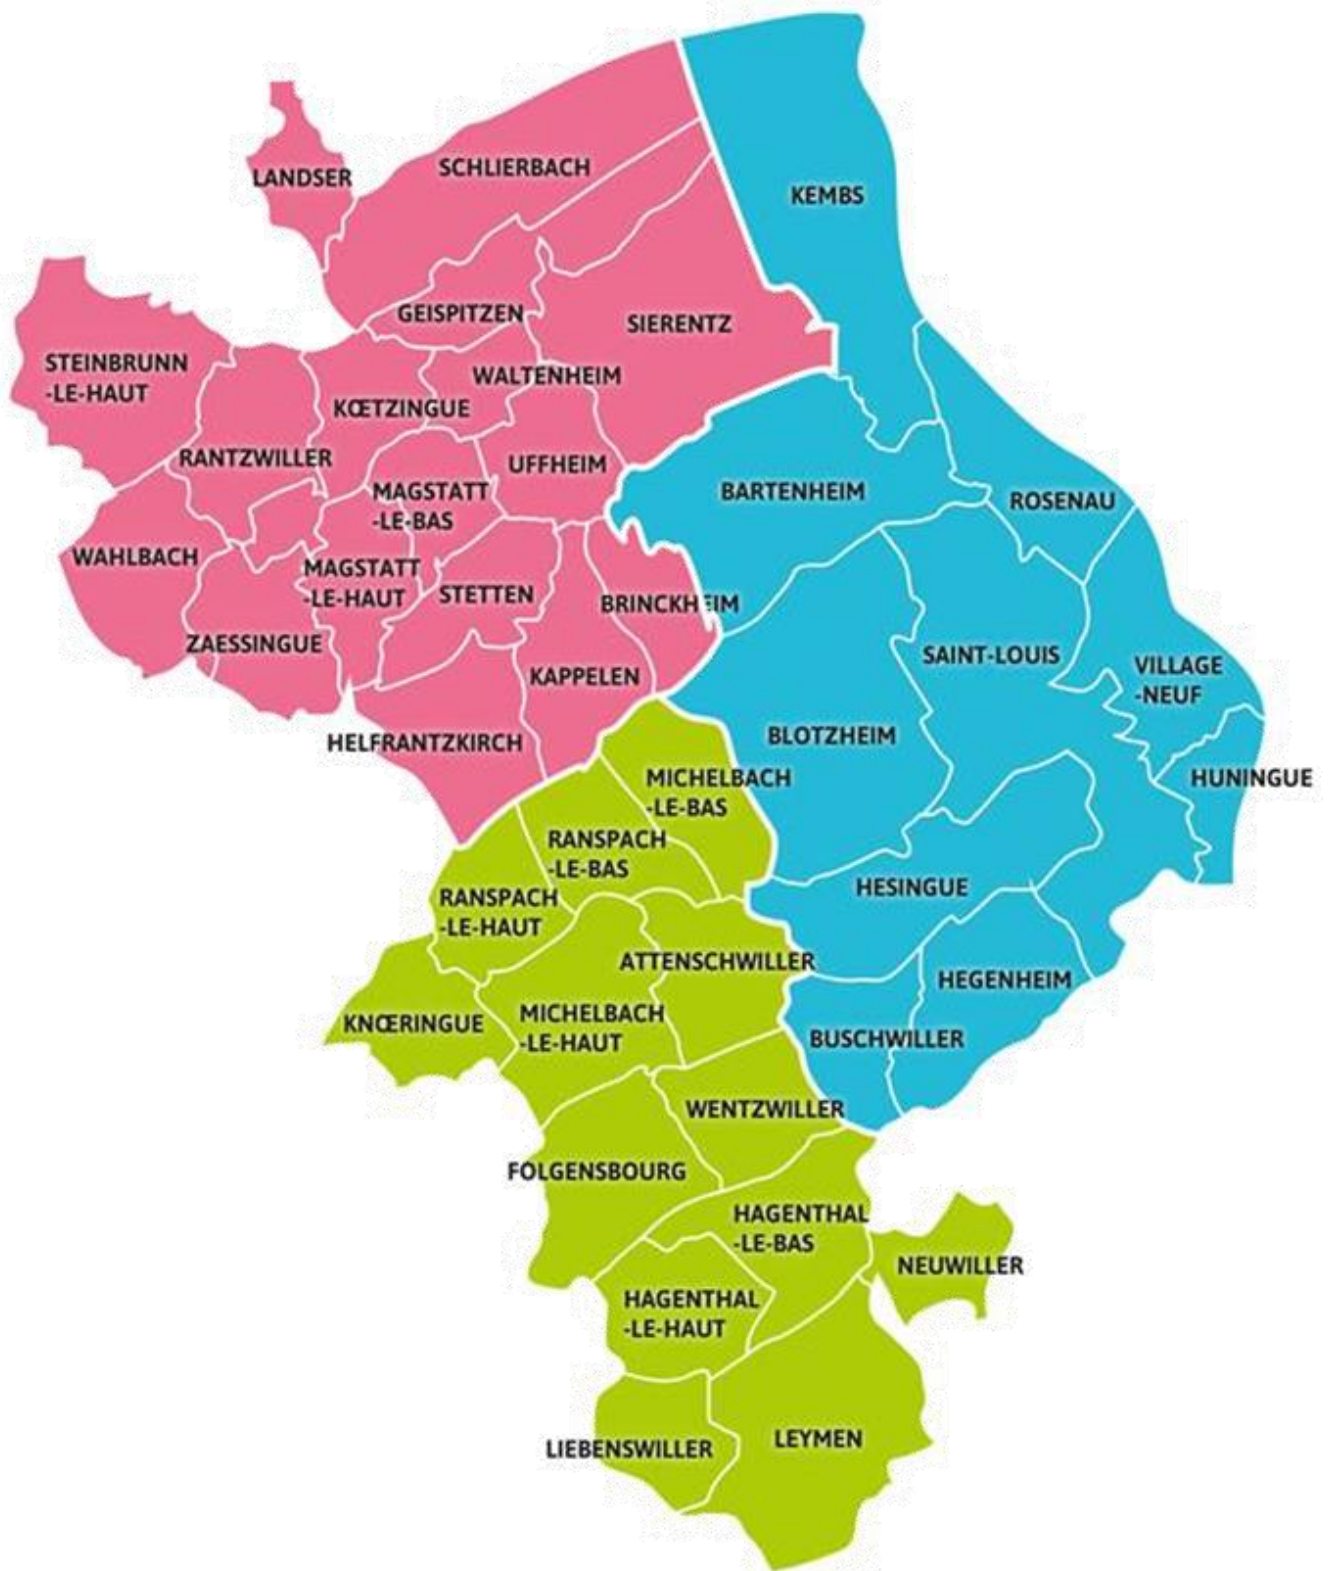 KEMBS
SCHLIERBACH
LANDSER
GEISPITZEN
SIERENTZ
STEINBRUNN
-LE-HAUT
WALTENHEIM
KŒTZINGUE
RANTZWILLER
UFFHEIM
MAGSTATT
-LE-BAS
BARTENHEIM
ROSENAU
WAHLBACH
MAGSTATT
-LE-HAUT
STETTEN
BRINCKHEIM
ZAESSINGUE
SAINT-LOUIS
VILLAGE
-NEUF
KAPPELEN
HELFRANTZKIRCH
BLOTZHEIM
MICHELBACH
-LE-BAS
HUNINGUE
RANSPACH
-LE-BAS
HESINGUE
RANSPACH
-LE-HAUT
ATTENSCHWILLER
HEGENHEIM
KNŒRINGUE
MICHELBACH
-LE-HAUT
BUSCHWILLER
WENTZWILLER
FOLGENSBOURG
HAGENTHAL
-LE-BAS
NEUWILLER
HAGENTHAL
-LE-HAUT
LIEBENSWILLER
LEYMEN